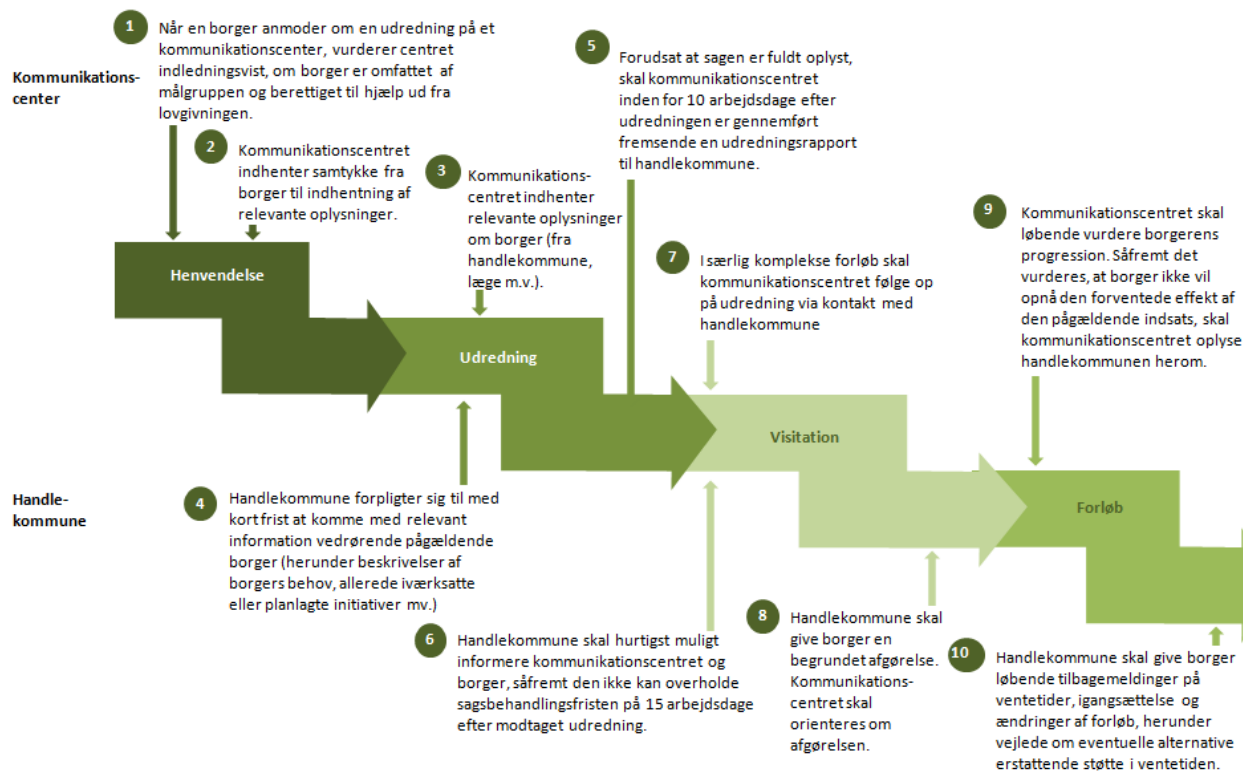 Kommunikations-
center
1
Når en borger anmoder om en udredning på et
kommunikationscenter, vurderer centret
indledningsvist, om borger er omfattet af
målgruppen og berettiget til hjælp ud fra
lovgivningen.
2
Kommunikationscentret
indhenter samtykke fra
borger til indhentning af
relevante oplysninger.
3
Kommunikations-
centret indhenter
relevante oplysninger
om borger (fra
handlekommune,
læge m.v.).
5
Forudsat at sagen er fuldt oplyst,
skal kommunikationscentret
inden for 10 arbejdsdage efter
udredningen er gennemført
fremsende en udredningsrapport
til handlekommune.
7
I særlig komplekse forløb skal
kommunikationscentret følge op
på udredning via kontakt med
handlekommune
9
Kommunikationscentret skal
løbende vurdere borgerens
progression. Såfremt det
vurderes, at borger ikke vil
opnå den forventede effekt af
den pågældende indsats, skal
kommunikationscentret oplyse
handlekommunen herom.
Henvendelse
Udredning
Visitation
Forløb
Handle-
kommune
4
Handlekommune forpligter sig til med
kort frist at komme med relevant
information vedrørende pågældende
borger (herunder beskrivelser af
borgers behov, allerede iværksatte
eller planlagte initiativer mv.)
6
Handlekommune skal hurtigst muligt
informere kommunikationscentret og
borger, såfremt den ikke kan overholde
sagsbehandlingsfristen på 15 arbejdsdage
efter modtaget udredning.
8
Handlekommune skal
give borger en
begrundet afgørelse.
Kommunikations-
centret skal
orienteres om
afgørelsen.
10
Handlekommune skal give borger
løbende tilbagemeldinger på
ventetider, igangsættelse og
ændringer af forløb, herunder
vejlede om eventuelle alternative
erstattende støtte i ventetiden.